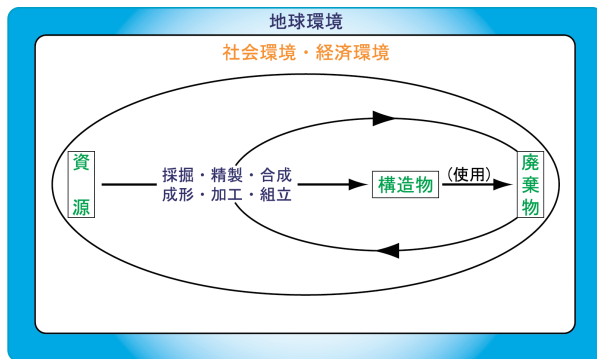 地球環境
社会環境・経済環境
資源
採掘・精製・合成
成形・加工・組立
構造物
(使用)
廃棄物